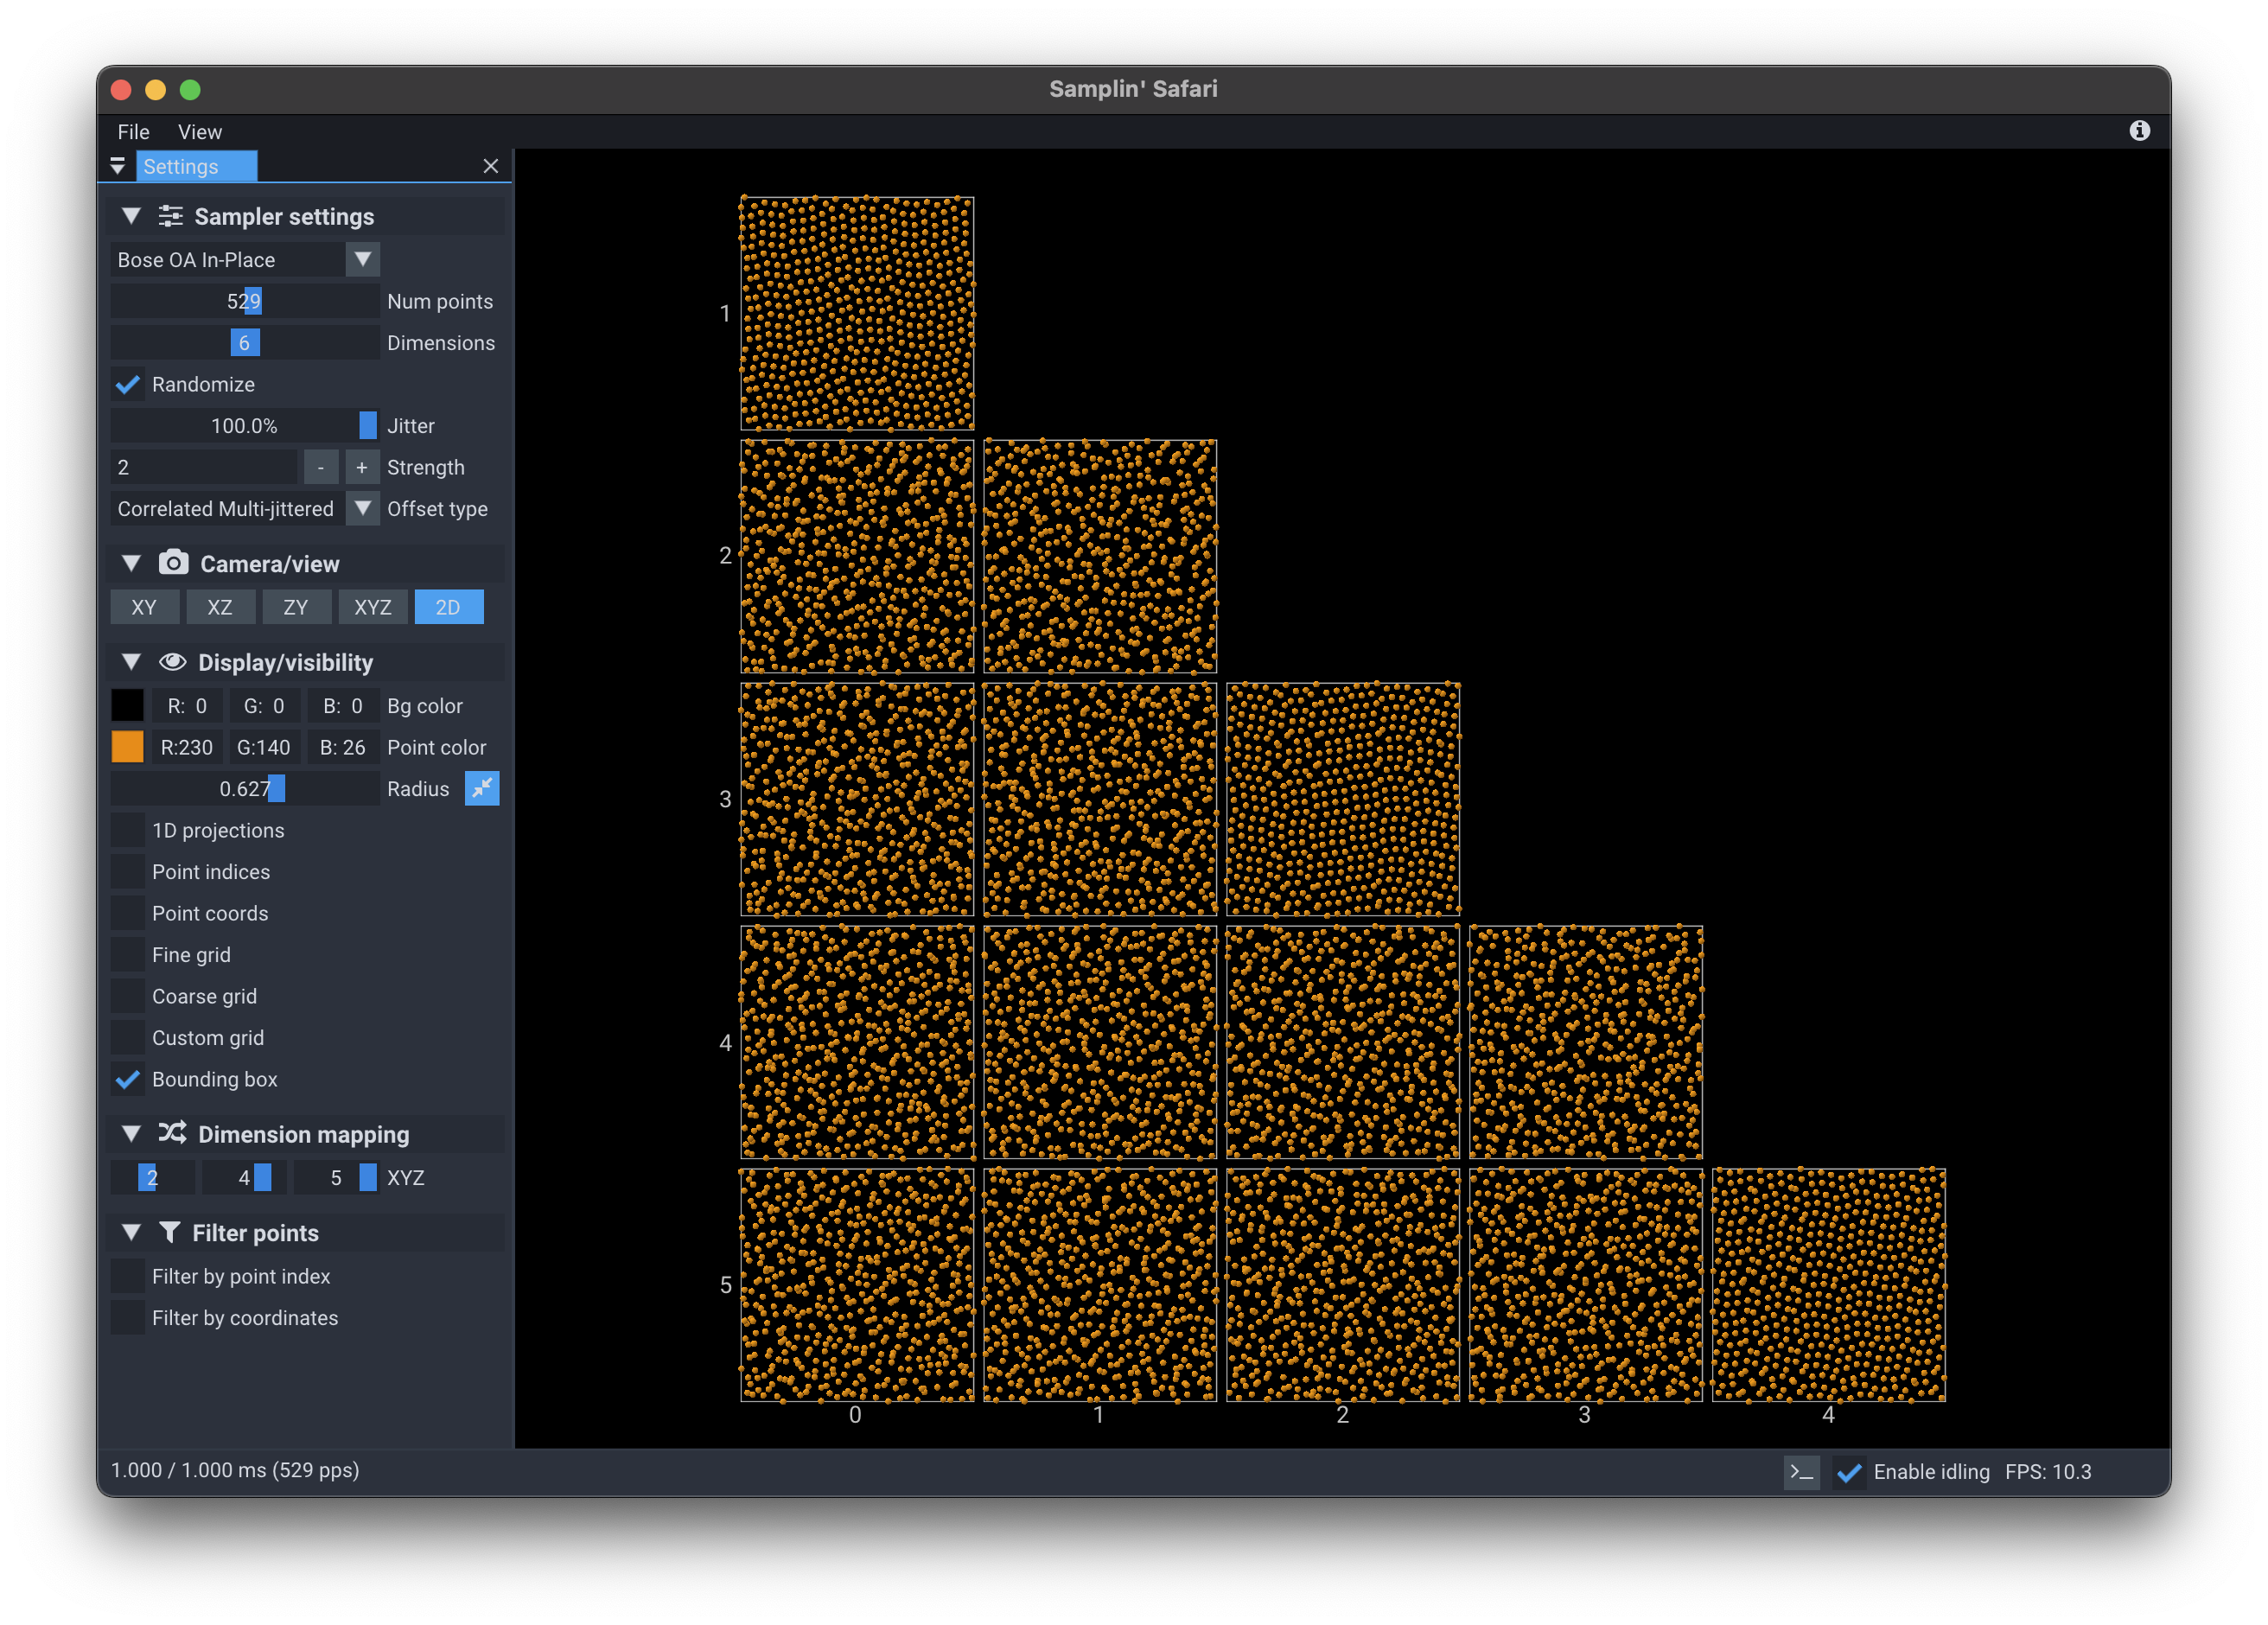 Samplin' Safari
File View
Settings
Sampler settings
Bose OA In-Place
529 Num points
6 Dimensions
Randomize
100.0% Jitter
2 - + Strength
Correlated Multi-jittered Offset type
Camera/view
XY XZ ZY XYZ 2D
Display/visibility
R: 0 G: 0 B: 0 Bg color
R:230 G:140 B: 26 Point color
0.627 Radius
1D projections
Point indices
Point coords
Fine grid
Coarse grid
Custom grid
Bounding box
Dimension mapping
2 4 5 XYZ
Filter points
Filter by point index
Filter by coordinates
1
2
3
4
5
0 1 2 3 4
1.000 / 1.000 ms (529 pps)
Enable idling FPS: 10.3